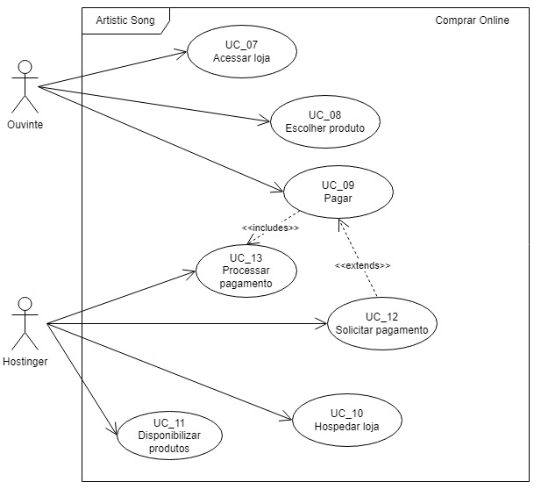 Artistic Song
Comprar Online
UC_07
Acessar loja
Ouvinte
UC_08
Escolher produto
UC_09
Pagar
<<includes>>
UC_13
Processar
pagamento
<<extends>>
UC_12
Solicitar pagamento
Hostinger
UC_10
Hospedar loja
UC_11
Disponibilizar
produtos